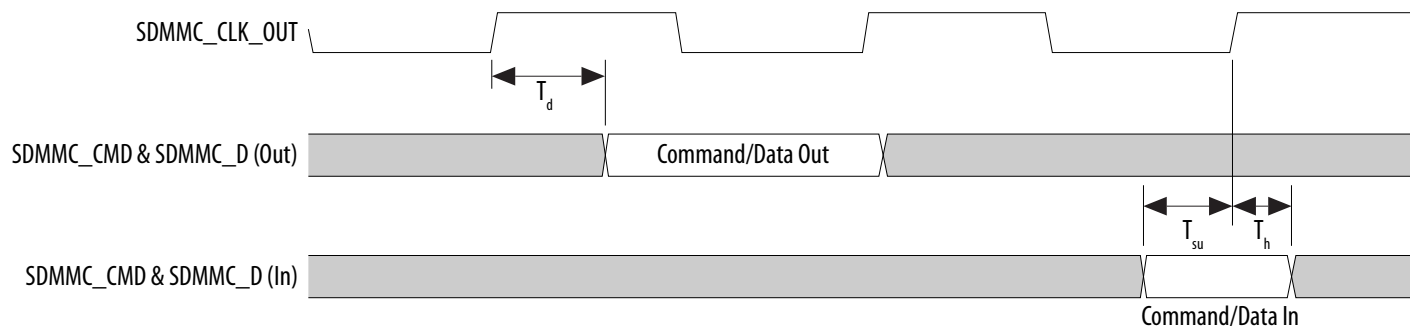 SDMMC_CLK_OUT
T_d
SDMMC_CMD & SDMMC_D (Out)
Command/Data Out
T_su
T_h
SDMMC_CMD & SDMMC_D (In)
Command/Data In